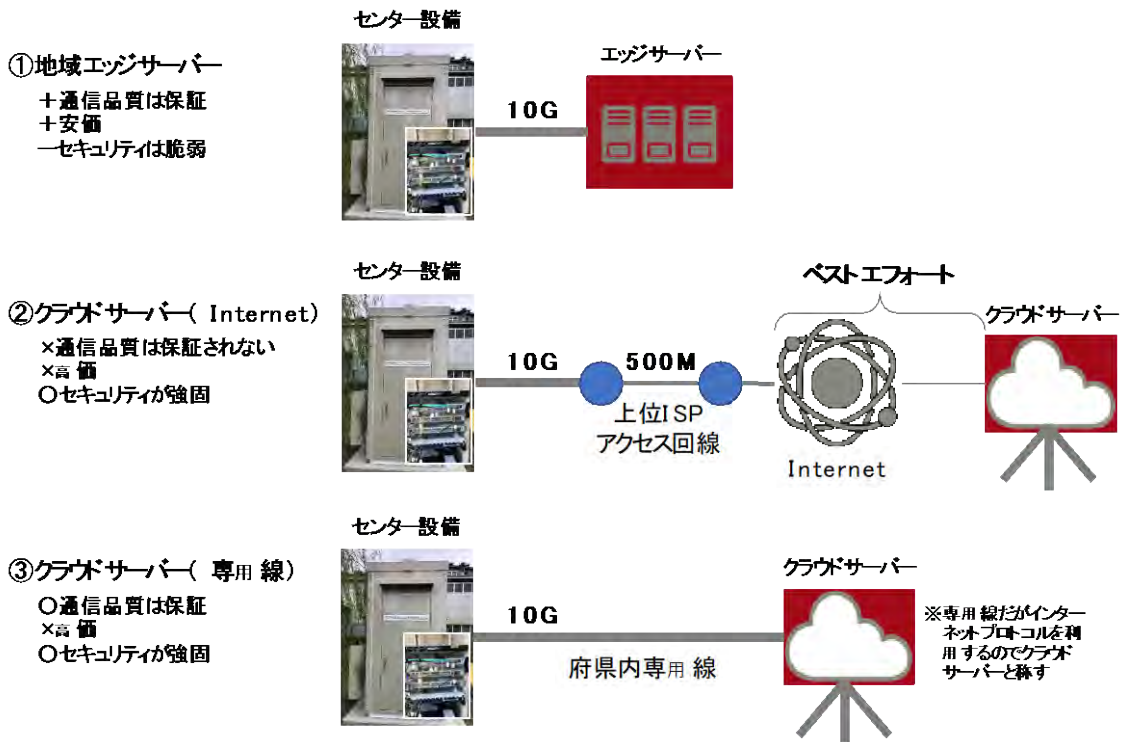 センター設備
①地域エッジサーバー
＋通信品質は保証
＋安価
－セキュリティは脆弱
10G
エッジサーバー
センター設備
②クラウドサーバー( Internet)
×通信品質は保証されない
×高価
○セキュリティが強固
10G
500M
上位ISP
アクセス回線
ベストエフォート
Internet
クラウドサーバー
センター設備
③クラウドサーバー( 専用線)
○通信品質は保証
×高価
○セキュリティが強固
10G
府県内専用線
クラウドサーバー
※専用線だがインター
ネットプロトコルを利
用するのでクラウド
サーバーと称す